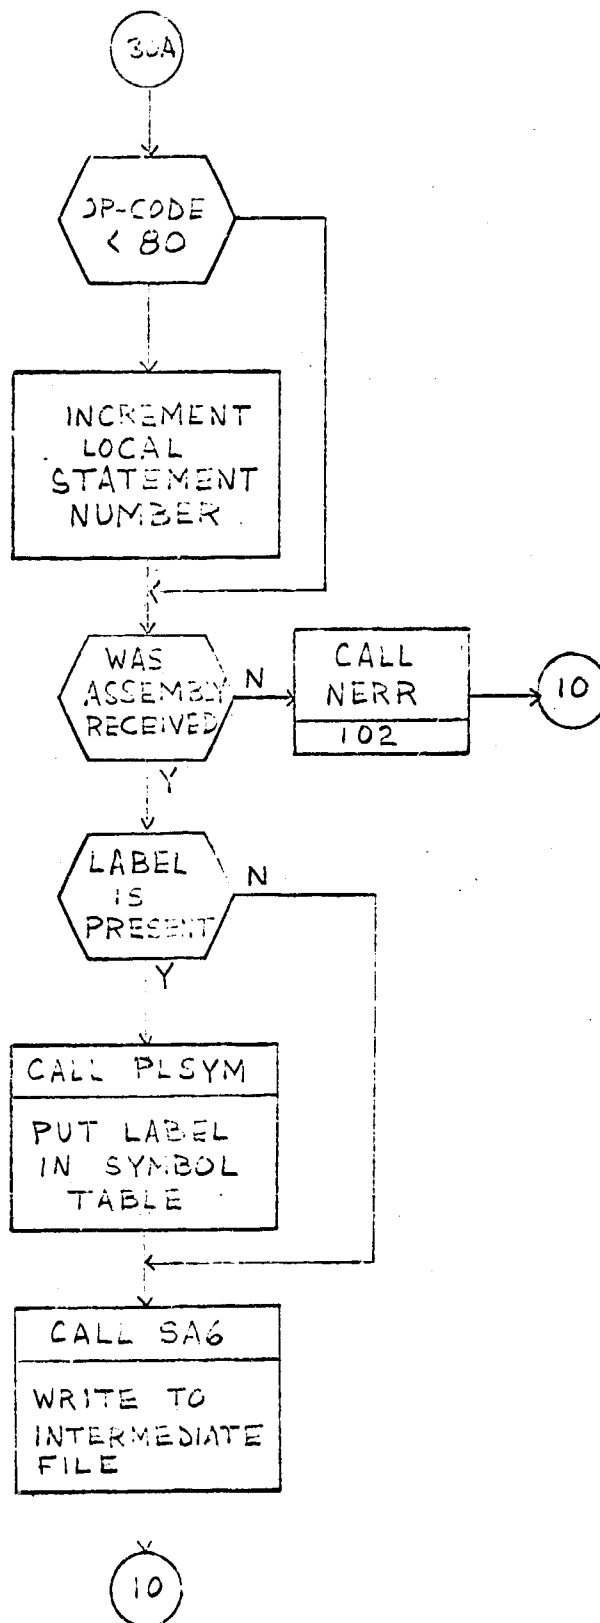 30A
OP-CODE
< 80
INCREMENT
LOCAL
STATEMENT
NUMBER
WAS
ASSEMBLY
RECEIVED
N
CALL
NERR
102
10
Y
LABEL
IS
PRESENT
N
Y
CALL PLSYM
PUT LABEL
IN SYMBOL
TABLE
CALL SA6
WRITE TO
INTERMEDIATE
FILE
10